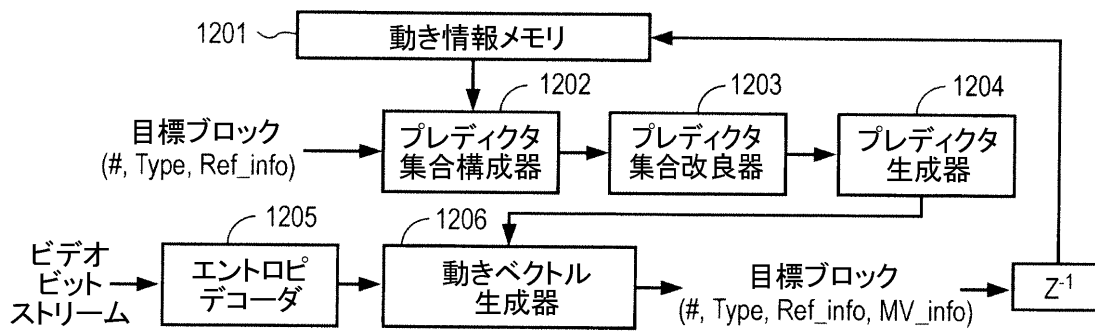 1201
動き情報メモリ
1202
1203
1204
目標ブロック
(#, Type, Ref_info)
プレディクタ
集合構成器
プレディクタ
集合改良器
プレディクタ
生成器
1205
1206
ビデオ
ビット
ストリーム
エントロピ
デコーダ
動きベクトル
生成器
目標ブロック
(#, Type, Ref_info, MV_info)
Z-1